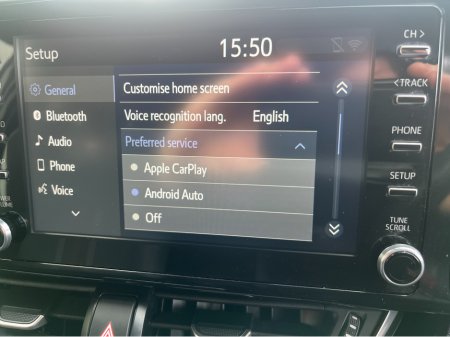 Setup 15:50
General
Bluetooth
Audio
Phone
Voice
Customise home screen
Voice recognition lang. English
Preferred service
Apple CarPlay
Android Auto
Off
CH >
< TRACK
PHONE
SETUP
TUNE
SCROLL